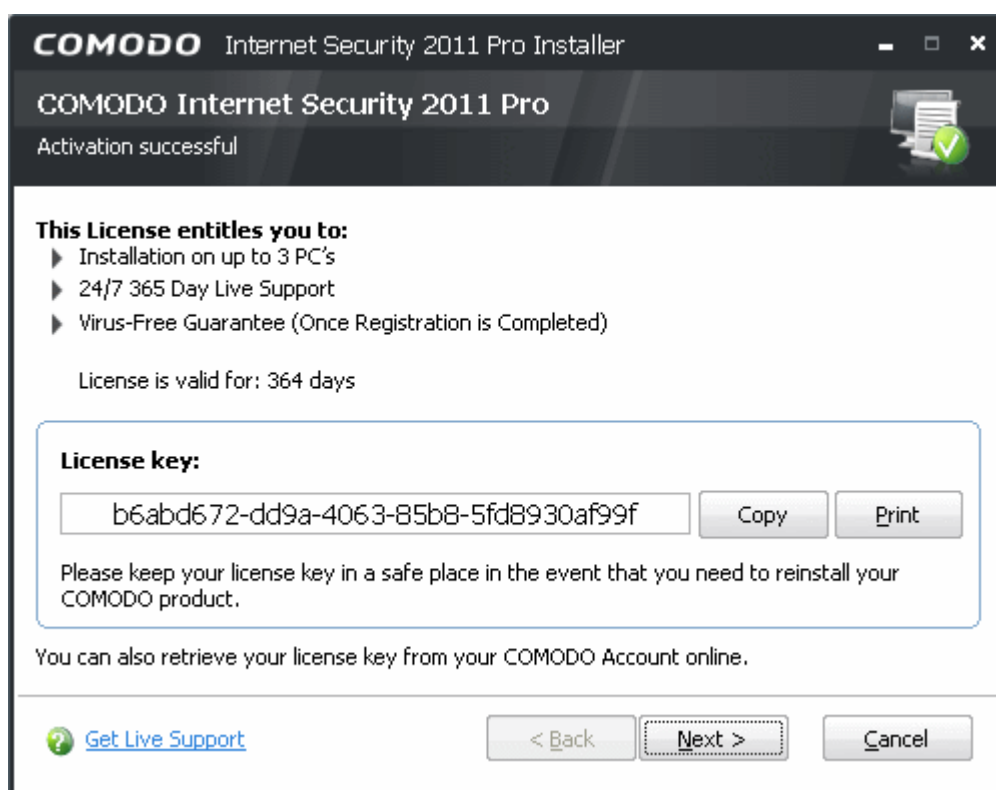 COMODO Internet Security 2011 Pro Installer
COMODO Internet Security 2011 Pro
Activation successful
This License entitles you to:
Installation on up to 3 PC's
24/7 365 Day Live Support
Virus-Free Guarantee (Once Registration is Completed)
License is valid for: 364 days
License key:
b6abd672-dd9a-4063-85b8-5fd8930af99f
Copy
Print
Please keep your license key in a safe place in the event that you need to reinstall your
COMODO product.
You can also retrieve your license key from your COMODO Account online.
Get Live Support
< Back
Next >
Cancel